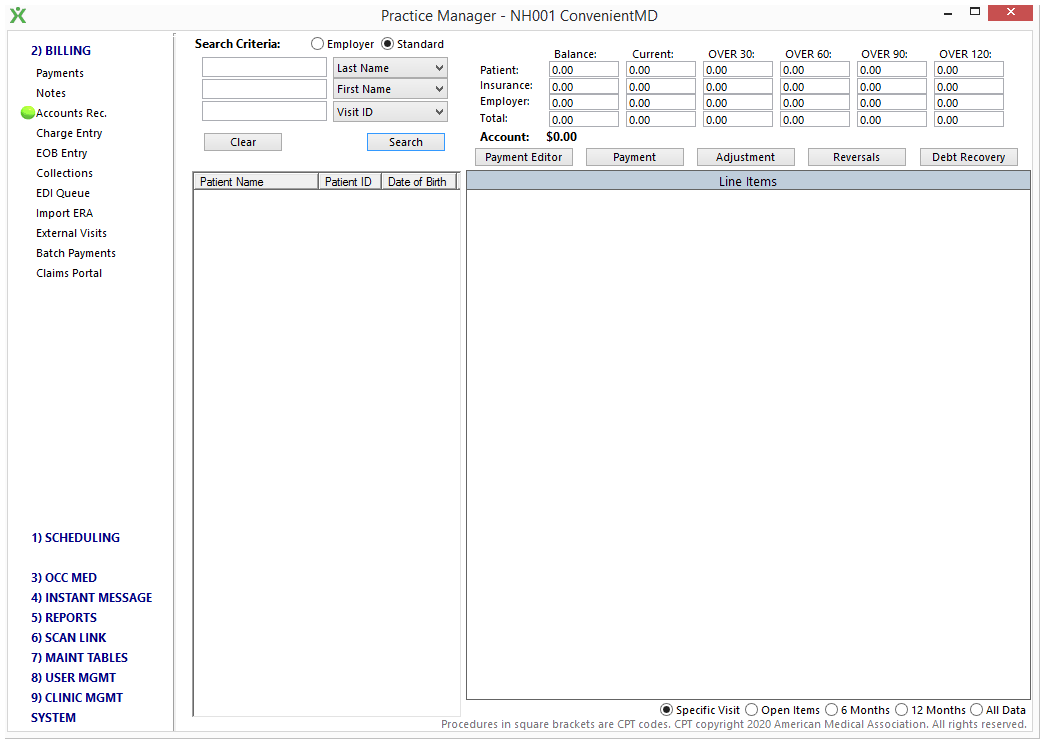 Practice Manager - NH001 ConvenientMD
2) BILLING
Payments
Notes
Accounts Rec.
Charge Entry
EOB Entry
Collections
EDI Queue
Import ERA
External Visits
Batch Payments
Claims Portal
1) SCHEDULING
3) OCC MED
4) INSTANT MESSAGE
5) REPORTS
6) SCAN LINK
7) MAINT TABLES
8) USER MGMT
9) CLINIC MGMT
SYSTEM
Search Criteria: Employer Standard
Last Name
First Name
Visit ID
Clear Search
Patient Name Patient ID Date of Birth
Balance: Current: OVER 30: OVER 60: OVER 90: OVER 120:
Patient: 0.00 0.00 0.00 0.00 0.00 0.00
Insurance: 0.00 0.00 0.00 0.00 0.00 0.00
Employer: 0.00 0.00 0.00 0.00 0.00 0.00
Total: 0.00 0.00 0.00 0.00 0.00 0.00
Account: $0.00
Payment Editor Payment Adjustment Reversals Debt Recovery
Line Items
Specific Visit Open Items 6 Months 12 Months All Data
Procedures in square brackets are CPT codes. CPT copyright 2020 American Medical Association. All rights reserved.